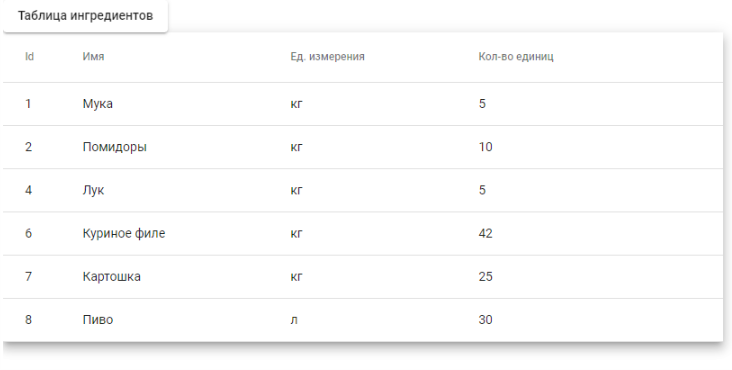 Таблица ингредиентов
Id Имя Ед. измерения Кол-во единиц
1 Мука кг 5
2 Помидоры кг 10
4 Лук кг 5
6 Куриное филе кг 42
7 Картошка кг 25
8 Пиво л 30